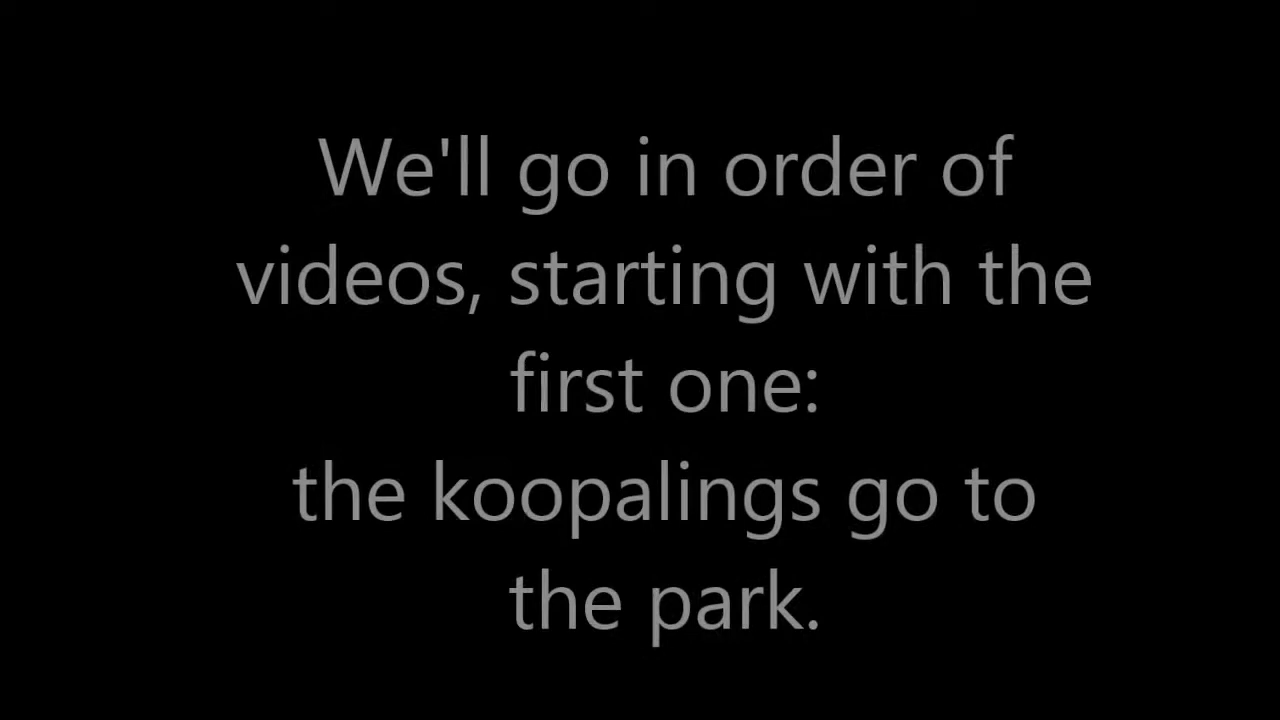 We'll go in order of
videos, starting with the
first one:
the koopalings go to
the park.